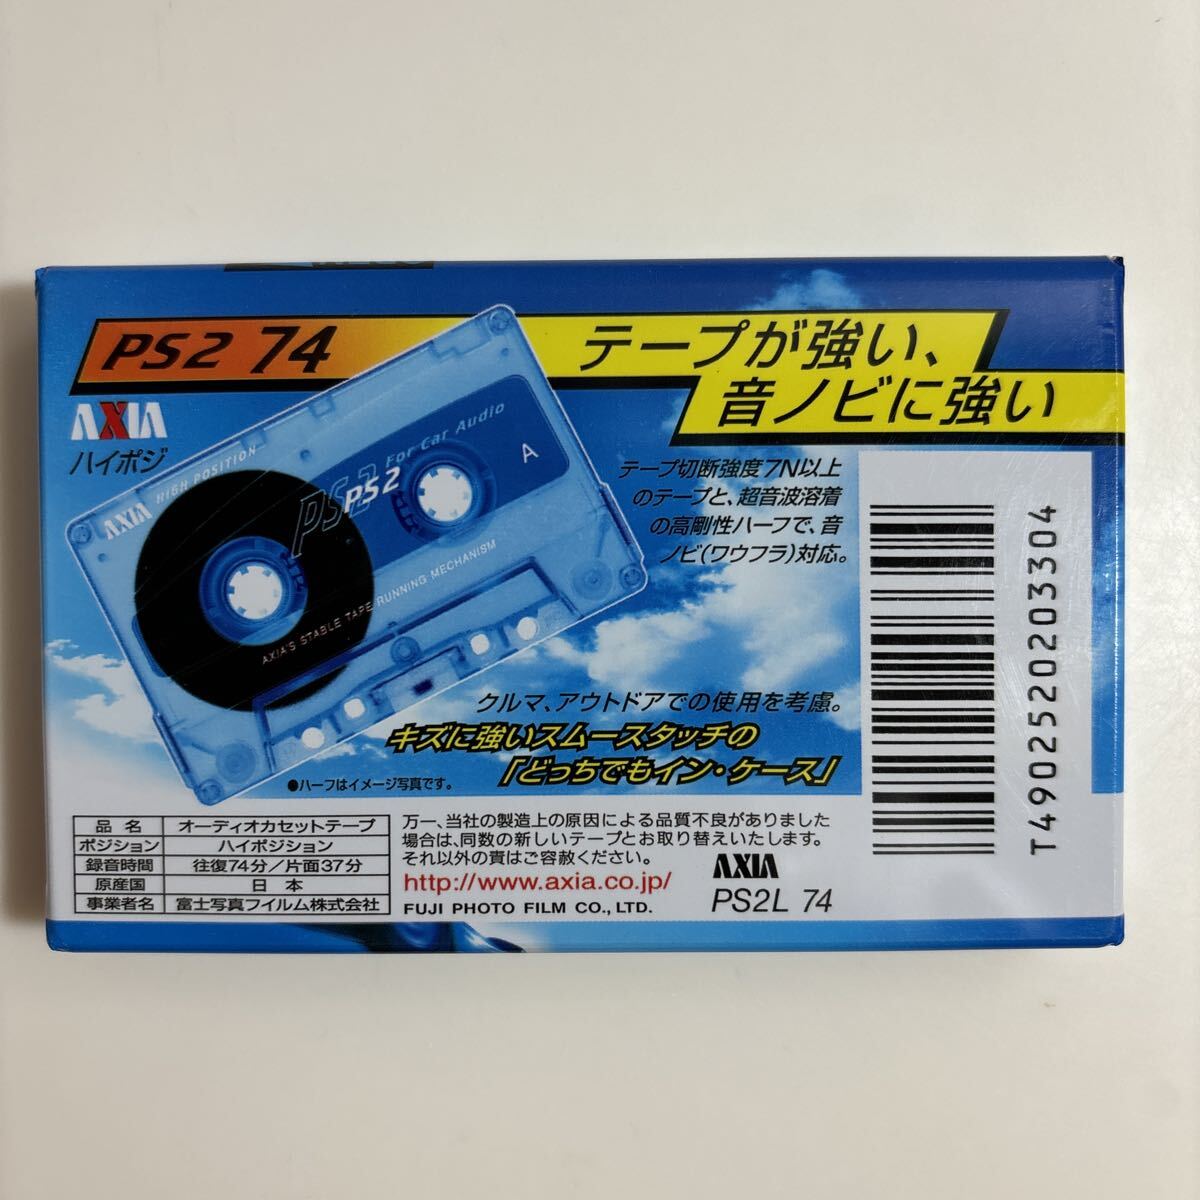 PS2 74
テープが強い、
音ノビに強い
AXIA
ハイポジ
HIGH POSITION
AXIA
PS2 For Car Audio
PS2
A
AXIA'S STABLE TAPE RUNNING MECHANISM
テープ切断強度7N以上
のテープと、超音波溶着
の高剛性ハーフで、音
ノビ(ワウフラ)対応。
クルマ、アウトドアでの使用を考慮。
キズに強いスムースタッチの
「どっちでもイン・ケース」
●ハーフはイメージ写真です。
品 名 オーディオカセットテープ
ポジション ハイポジション
録音時間 往復74分/片面37分
原産国 日 本
事業者名 富士写真フイルム株式会社
万一、当社の製造上の原因による品質不良がありました
場合は、同数の新しいテープとお取り替えいたします。
それ以外の責はご容赦ください。
http://www.axia.co.jp/
FUJI PHOTO FILM CO., LTD.
AXIA
PS2L 74
T4902520203304